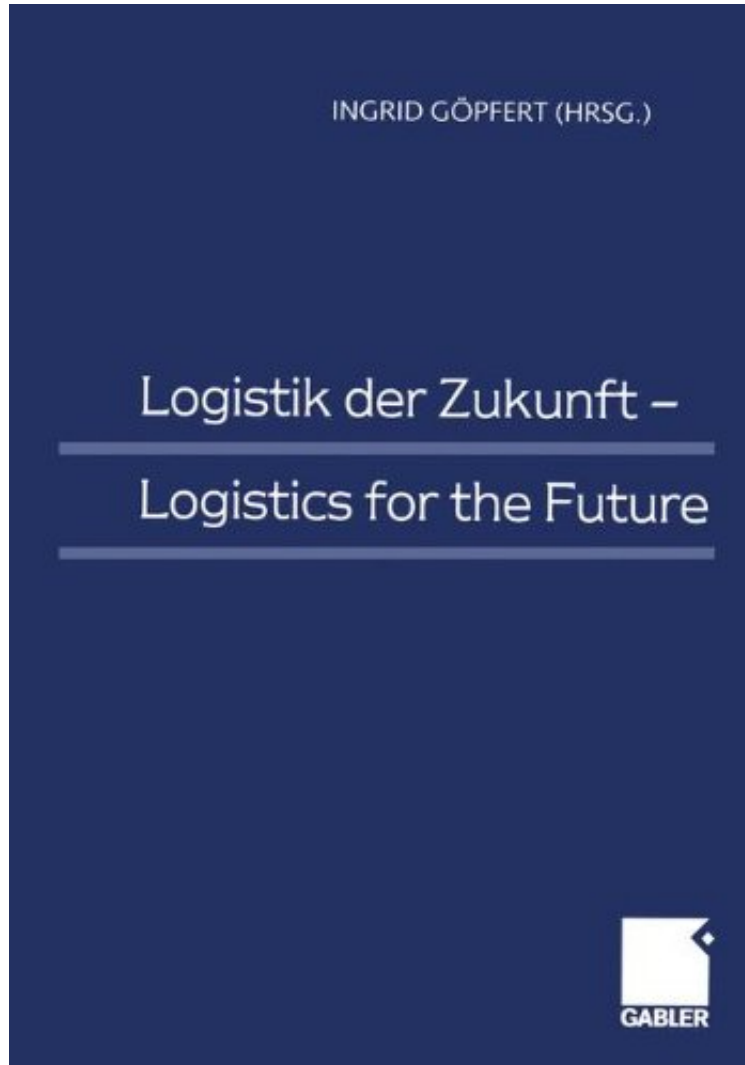 INGRID GÖPFERT (HRSG.)
Logistik der Zukunft –
Logistics for the Future
GABLER